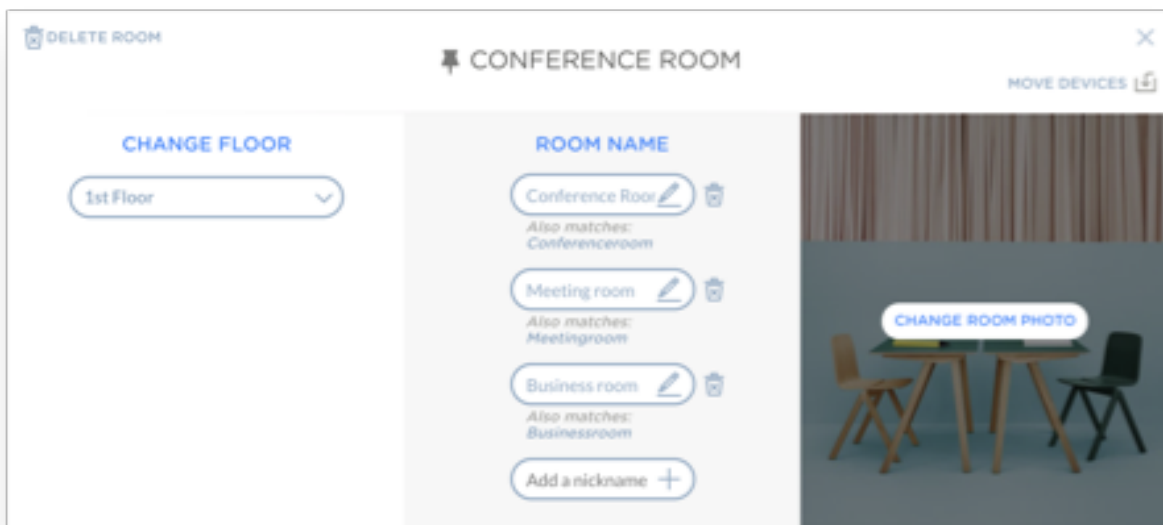 DELETE ROOM
CONFERENCE ROOM
MOVE DEVICES
CHANGE FLOOR
1st Floor
ROOM NAME
Conference Roor
Also matches:
Conferenceroom
Meeting room
Also matches:
Meetingroom
Business room
Also matches:
Businessroom
Add a nickname
CHANGE ROOM PHOTO